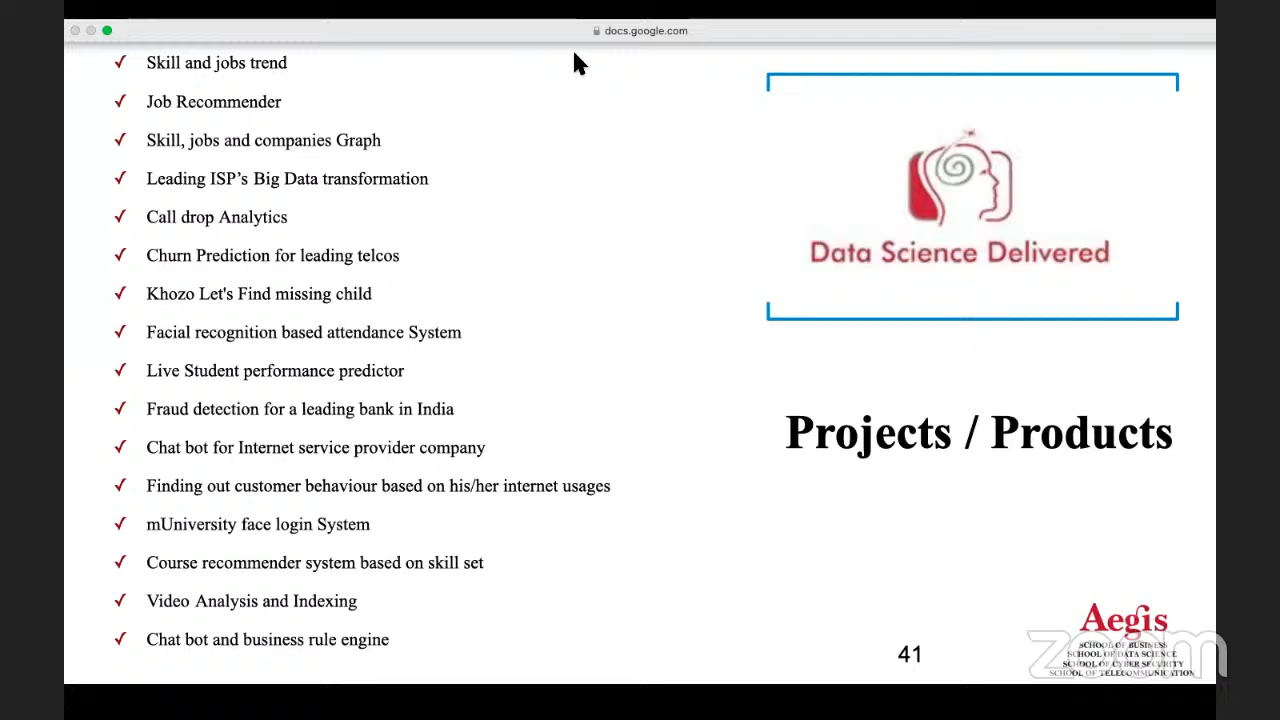 docs.google.com
Skill and jobs trend
Job Recommender
Skill, jobs and companies Graph
Leading ISP’s Big Data transformation
Call drop Analytics
Churn Prediction for leading telcos
Khozo Let's Find missing child
Facial recognition based attendance System
Live Student performance predictor
Fraud detection for a leading bank in India
Chat bot for Internet service provider company
Finding out customer behaviour based on his/her internet usages
mUniversity face login System
Course recommender system based on skill set
Video Analysis and Indexing
Chat bot and business rule engine
Data Science Delivered
Projects / Products
41
Aegis
SCHOOL OF BUSINESS
SCHOOL OF DATA SCIENCE
SCHOOL OF CYBER SECURITY
SCHOOL OF TELECOMMUNICATION
zoom